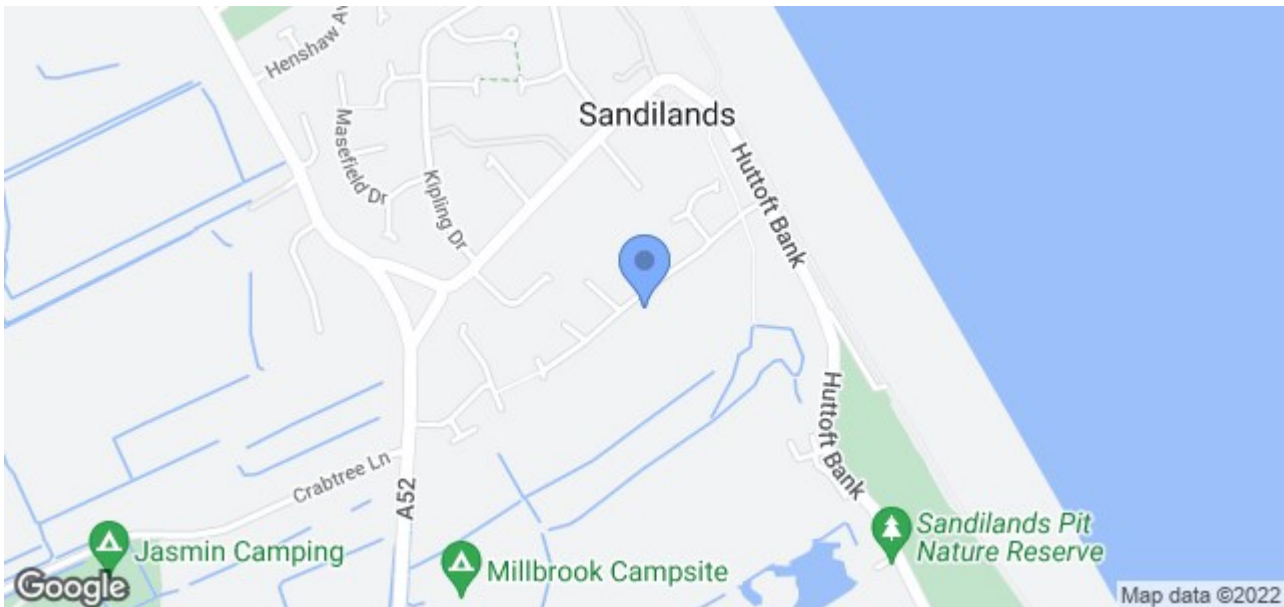 Henshaw A
Sandilands
Masefield Dr
Kipling Dr
Huttoft Bank
Huttoft Bank
Crabtree Ln
A52
Jasmin Camping
Millbrook Campsite
Sandilands Pit
Nature Reserve
Google
Map data ©2022